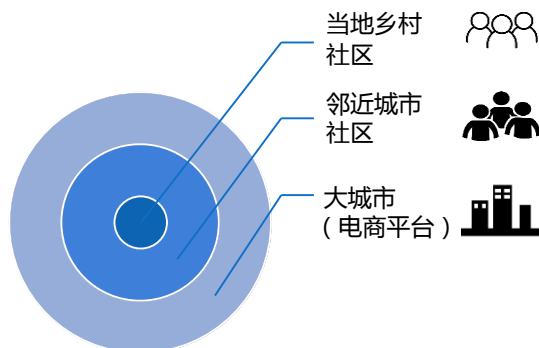 当地乡村
社区
邻近城市
社区
大城市
（电商平台）